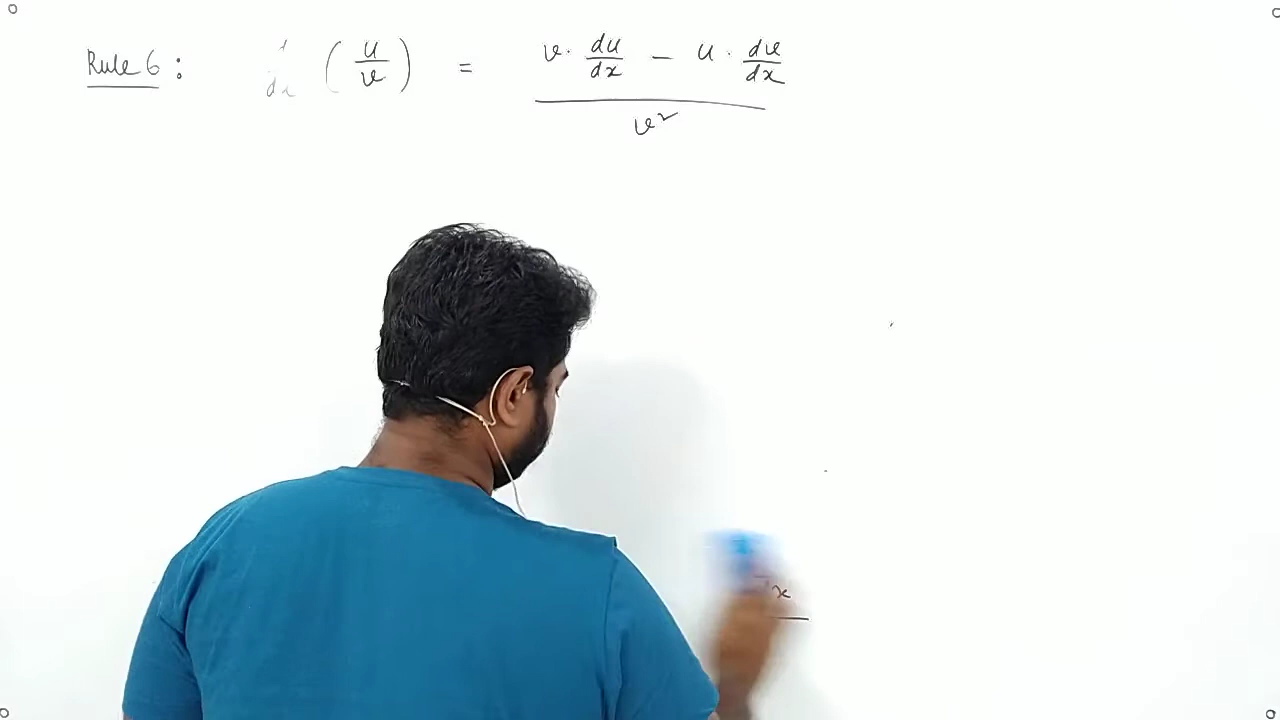 Rule 6 : d/dx ( u/v ) = (v · du/dx − u · dv/dx) / v²
x